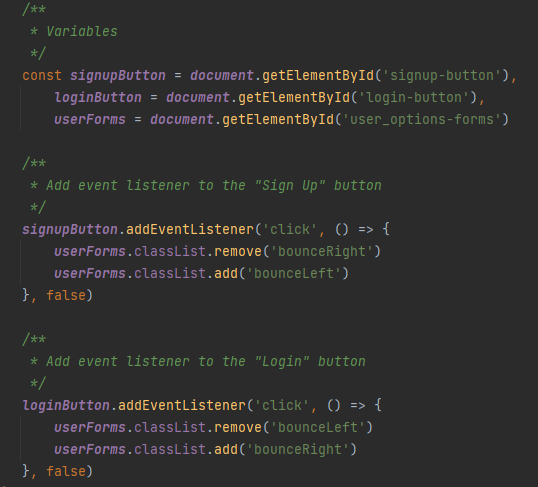 /**
 * Variables
 */
const signupButton = document.getElementById('signup-button'),
    loginButton = document.getElementById('login-button'),
    userForms = document.getElementById('user_options-forms')

/**
 * Add event listener to the "Sign Up" button
 */
signupButton.addEventListener('click', () => {
    userForms.classList.remove('bounceRight')
    userForms.classList.add('bounceLeft')
}, false)

/**
 * Add event listener to the "Login" button
 */
loginButton.addEventListener('click', () => {
    userForms.classList.remove('bounceLeft')
    userForms.classList.add('bounceRight')
}, false)